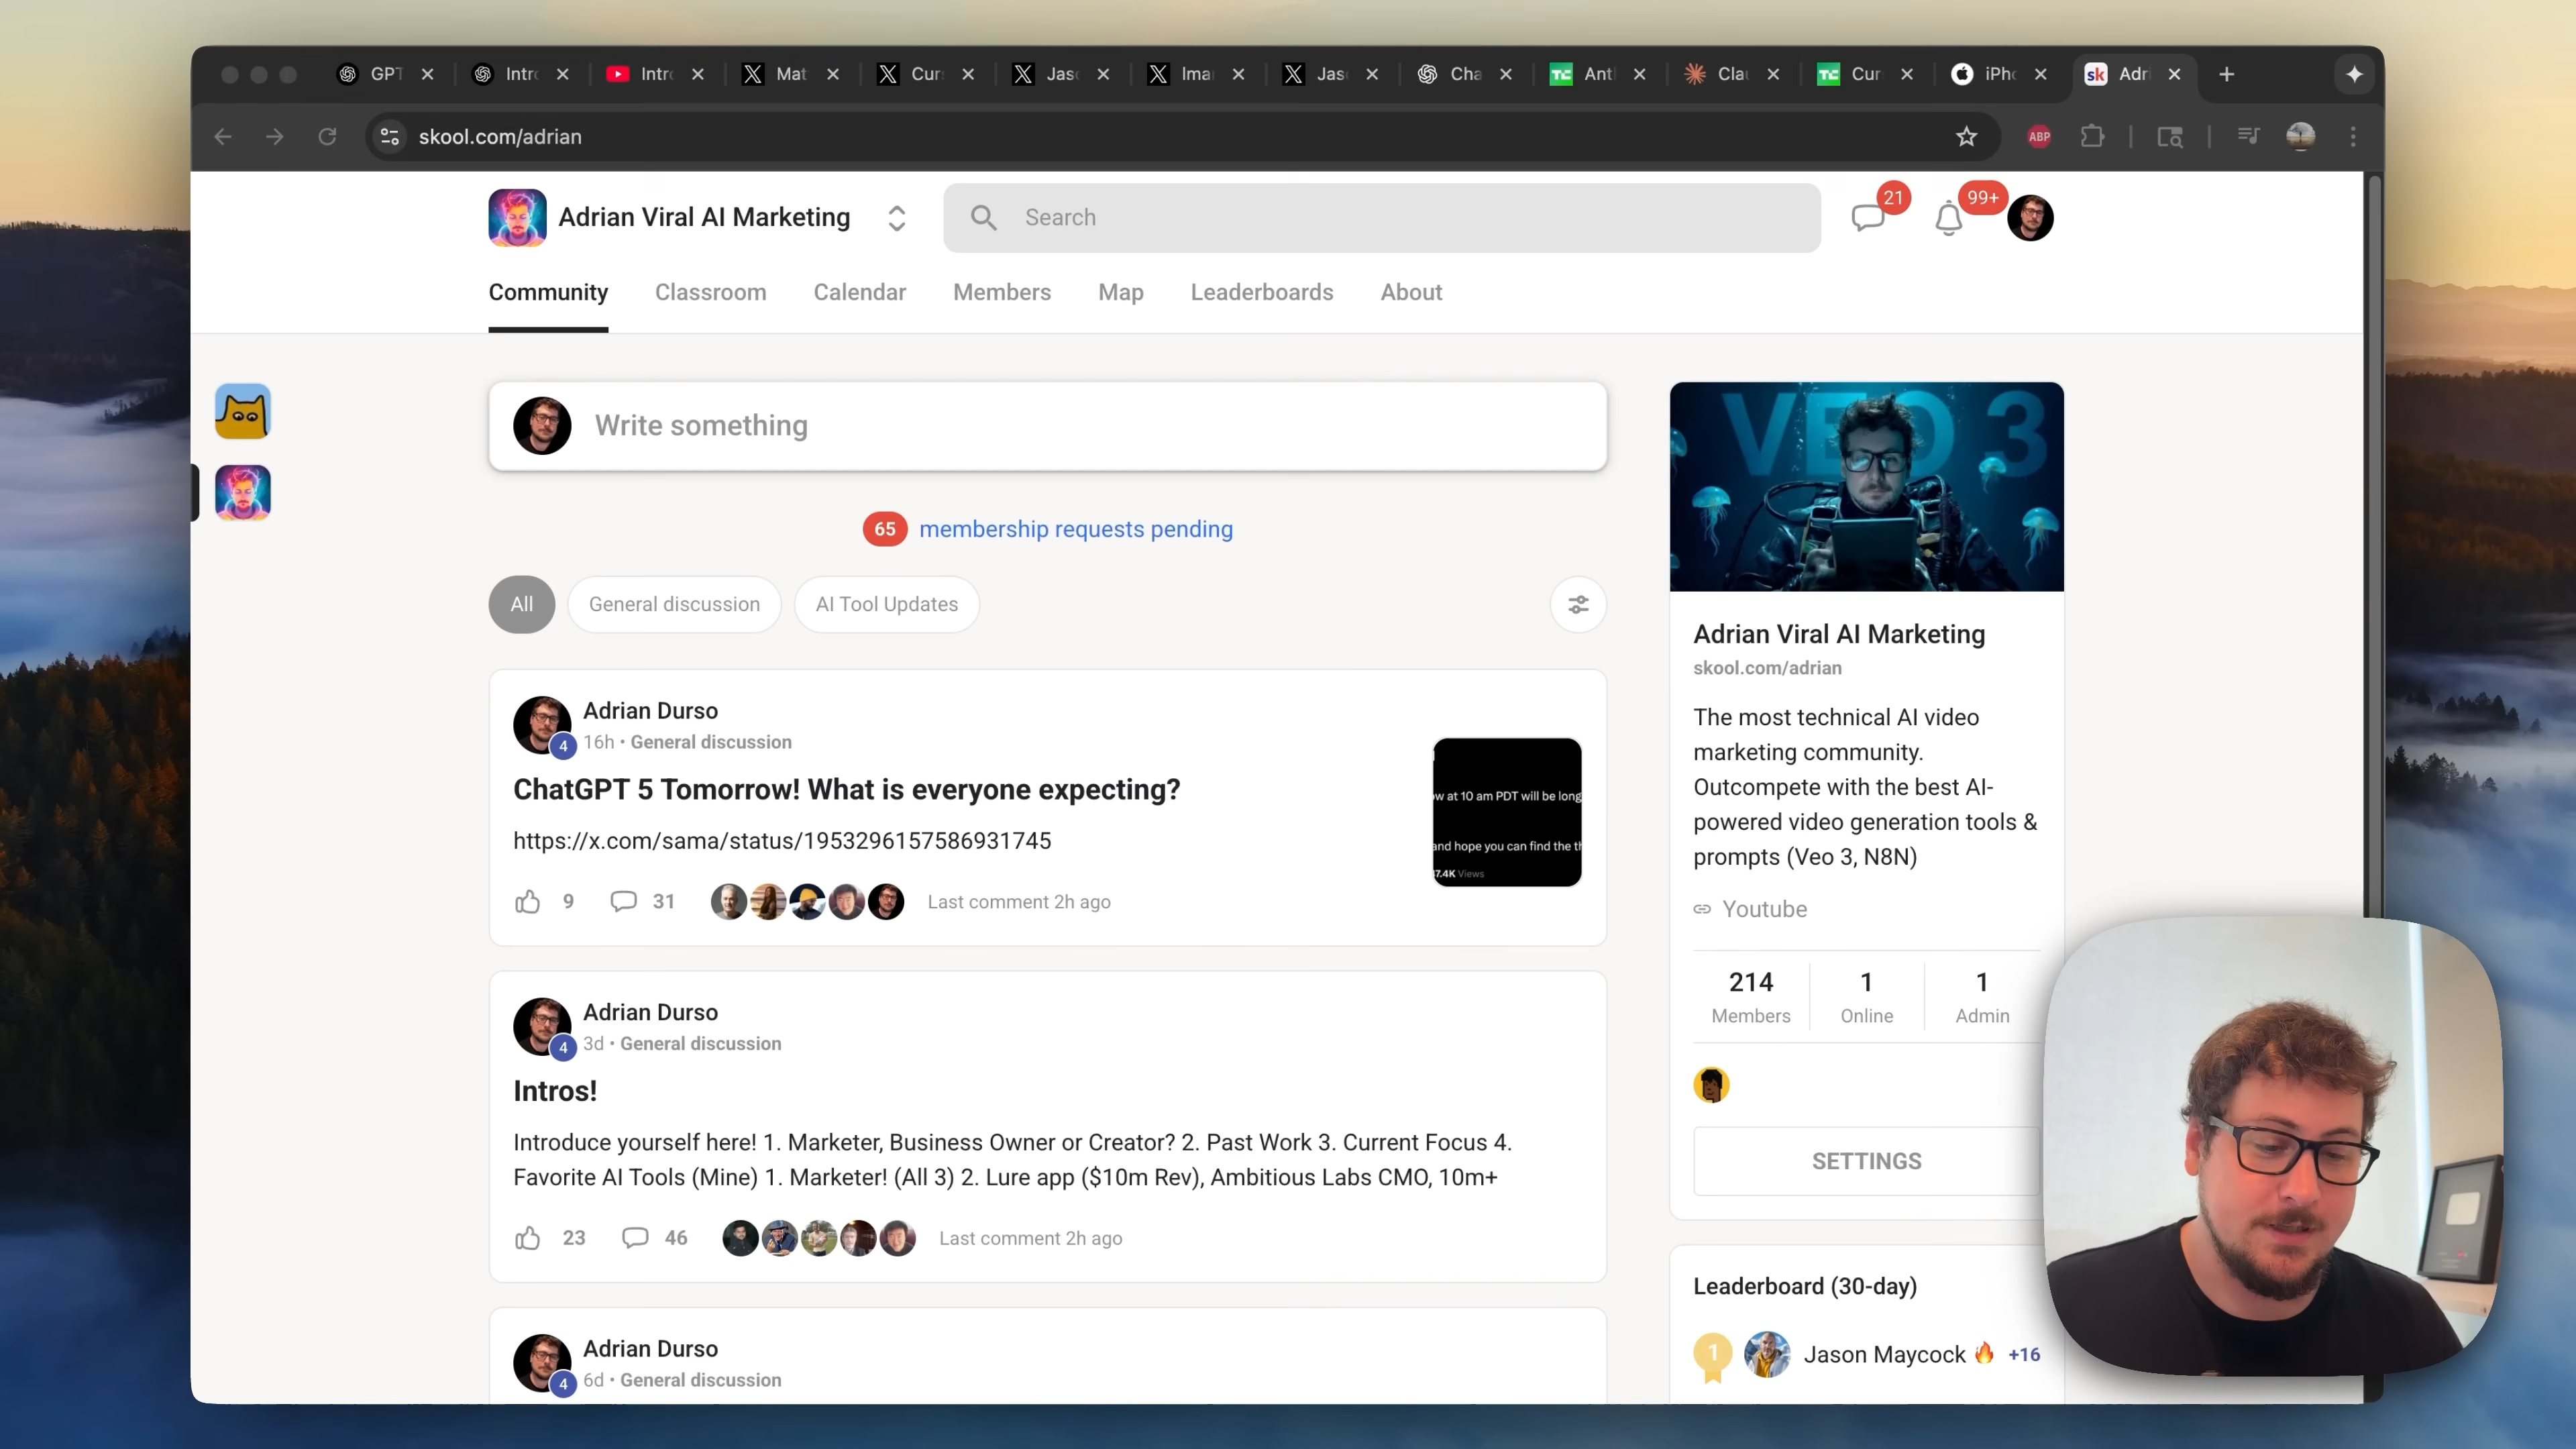 GPT
Intro
Intro
Mat
Cur
Jaso
Ima
Jas
Cha
Ant
Cla
Cur
iPho
Adri
skool.com/adrian
ABP
Adrian Viral AI Marketing
Search
21
99+
Community
Classroom
Calendar
Members
Map
Leaderboards
About
Write something
65 membership requests pending
All
General discussion
AI Tool Updates
Adrian Durso
4
16h • General discussion
ChatGPT 5 Tomorrow! What is everyone expecting?
https://x.com/sama/status/1953296157586931745
w at 10 am PDT will be long
and hope you can find the th
7.4K Views
9
31
Last comment 2h ago
Adrian Durso
4
3d • General discussion
Intros!
Introduce yourself here! 1. Marketer, Business Owner or Creator? 2. Past Work 3. Current Focus 4.
Favorite AI Tools (Mine) 1. Marketer! (All 3) 2. Lure app ($10m Rev), Ambitious Labs CMO, 10m+
23
46
Last comment 2h ago
Adrian Durso
4
6d • General discussion
VEO 3
Adrian Viral AI Marketing
skool.com/adrian
The most technical AI video
marketing community.
Outcompete with the best AI-
powered video generation tools &
prompts (Veo 3, N8N)
Youtube
214
Members
1
Online
1
Admin
SETTINGS
Leaderboard (30-day)
1
Jason Maycock 🔥 +16